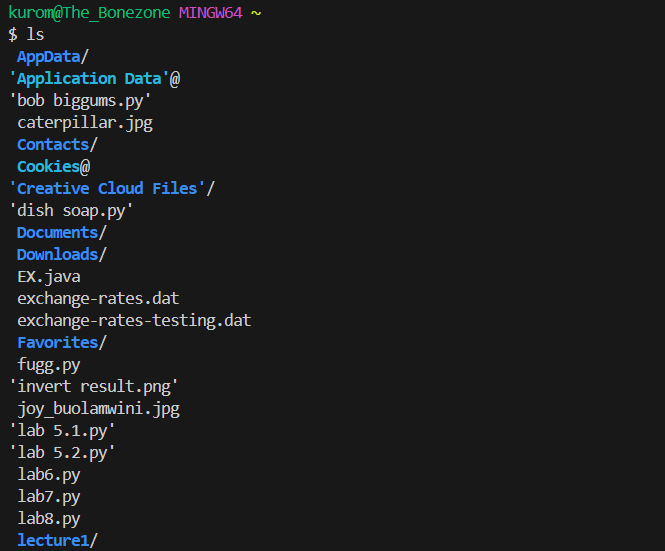 kurom@The_Bonezone MINGW64 ~
$ ls
 AppData/
'Application Data'@
'bob biggums.py'
 caterpillar.jpg
 Contacts/
 Cookies@
'Creative Cloud Files'/
'dish soap.py'
 Documents/
 Downloads/
 EX.java
 exchange-rates.dat
 exchange-rates-testing.dat
 Favorites/
 fugg.py
'invert result.png'
 joy_buolamwini.jpg
'lab 5.1.py'
'lab 5.2.py'
 lab6.py
 lab7.py
 lab8.py
 lecture1/